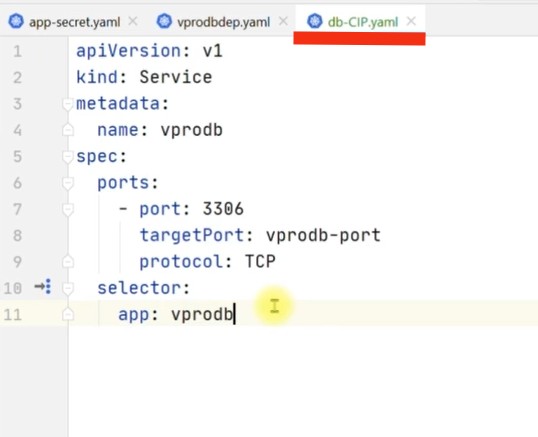 app-secret.yaml vprodbdep.yaml db-CIP.yaml
1 apiVersion: v1
2 kind: Service
3 metadata:
4   name: vprodb
5 spec:
6   ports:
7     - port: 3306
8       targetPort: vprodb-port
9       protocol: TCP
10   selector:
11     app: vprodb